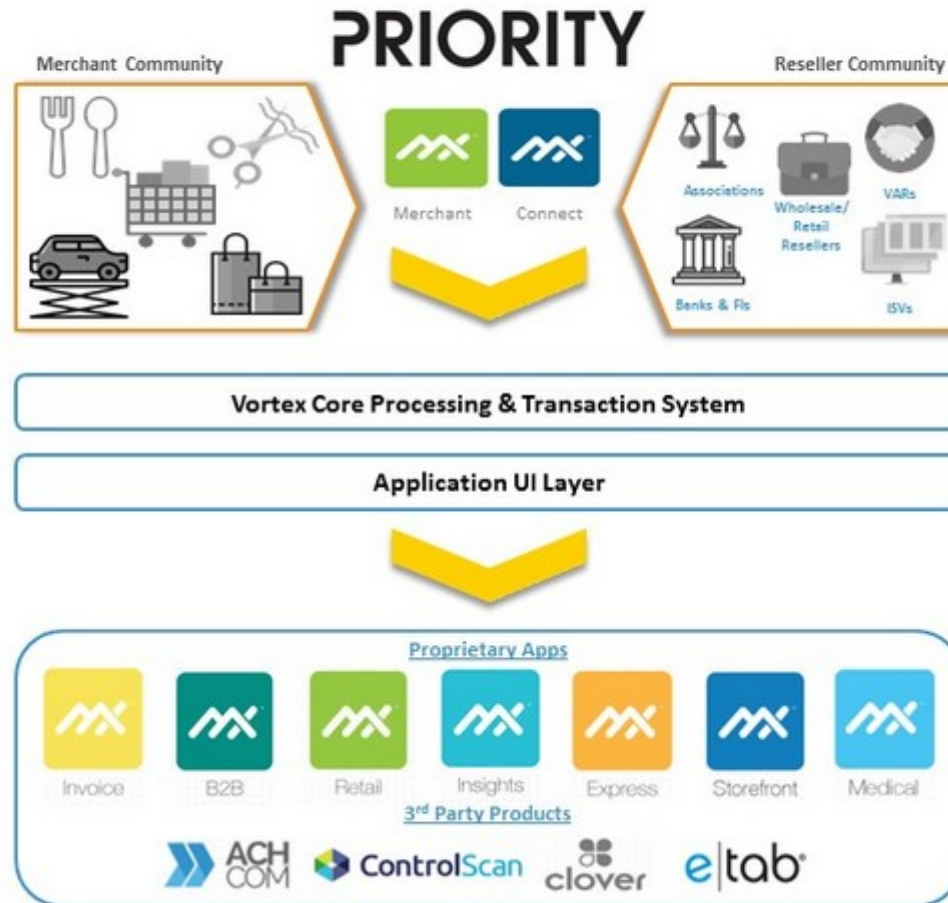 PRIORITY
Merchant Community
Reseller Community
Merchant
Connect
Associations
Wholesale/
Retail
Resellers
VARs
Banks & FIs
ISVs
Vortex Core Processing & Transaction System
Application UI Layer
Proprietary Apps
Invoice
B2B
Retail
Insights
Express
Storefront
Medical
3rd Party Products
ACH
COM
ControlScan
clover
e|tab®